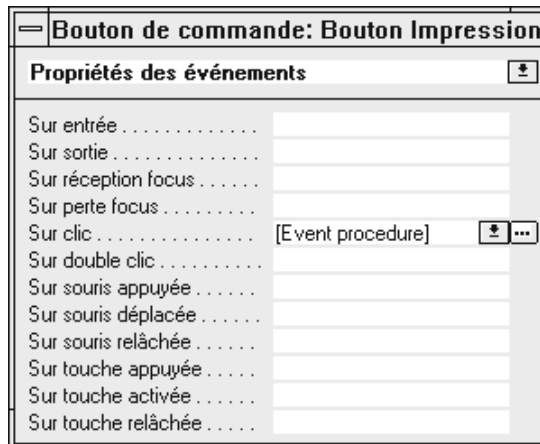 Bouton de commande: Bouton Impression
Propriétés des événements
Sur entrée . . . . . . . . . . . . .
Sur sortie . . . . . . . . . . . . . .
Sur réception focus . . . . . .
Sur perte focus . . . . . . . . .
Sur clic . . . . . . . . . . . . . . . [Event procedure] ...
Sur double clic . . . . . . . . . .
Sur souris appuyée . . . . . .
Sur souris déplacée . . . . . .
Sur souris relâchée . . . . . .
Sur touche appuyée . . . . .
Sur touche activée . . . . . .
Sur touche relâchée . . . . .